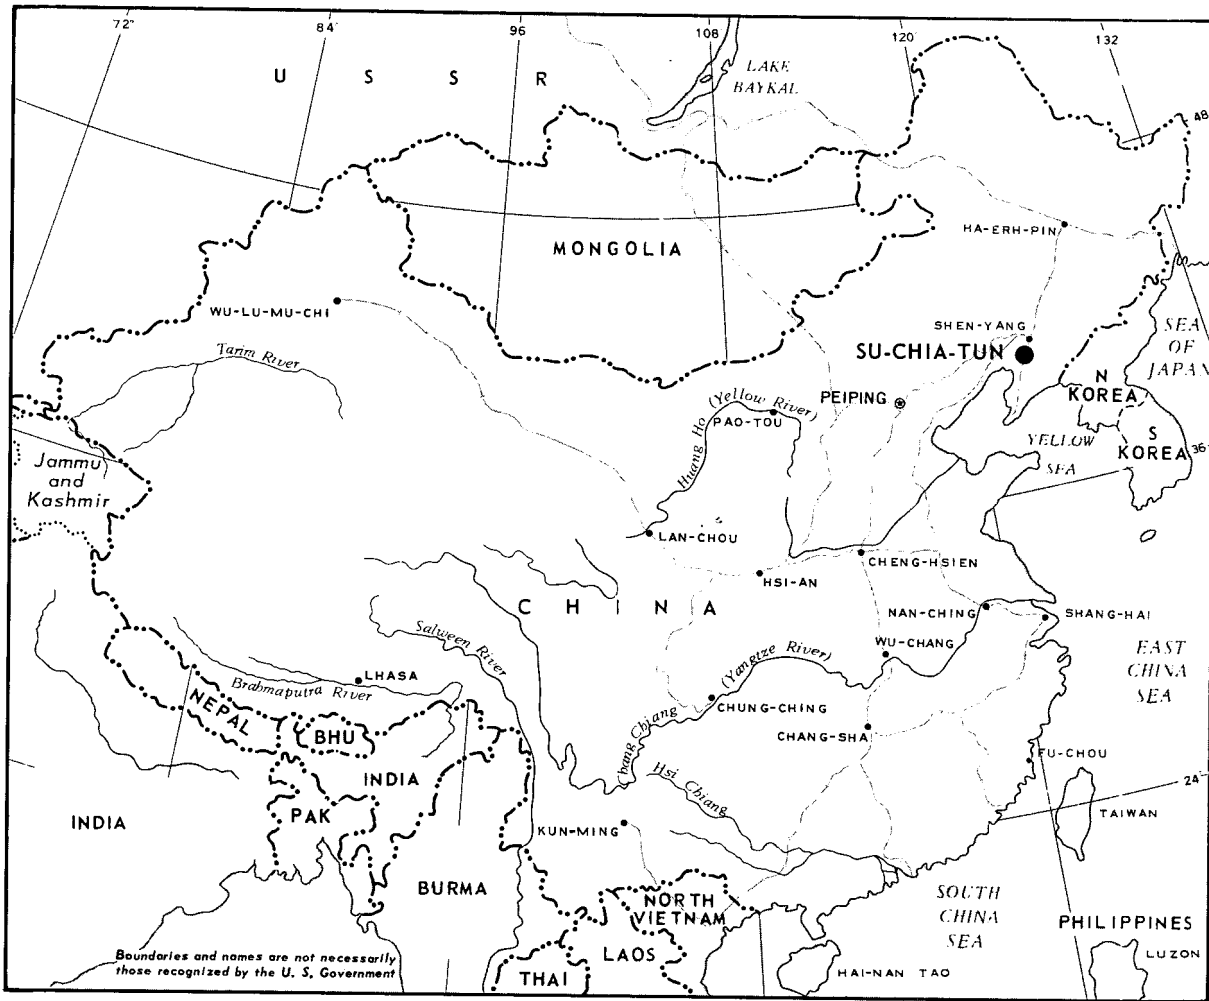 72°
84°
96
108
120°
132
U S S R
LAKE
BAYKAL
48
HA-ERH-PIN
MONGOLIA
WU-LU-MU-CHI
SHEN-YANG
SEA
OF
JAPAN
SU-CHIA-TUN
Tarim River
N
KOREA
PEIPING
Huang Ho (Yellow River)
PAO-TOU
S
KOREA
36°
YELLOW
SEA
Jammu
and
Kashmir
LAN-CHOU
CHENG-HSIEN
HSI-AN
C H I N A
NAN-CHING
SHANG-HAI
Salween River
WU-CHANG
EAST
CHINA
SEA
LHASA
Brahmaputra River
Chang Chiang (Yangtze River)
CHUNG-CHING
NEPAL
BHU
CHANG-SHA
FU-CHOU
INDIA
Hsi Chiang
24°
INDIA
PAK
KUN-MING
TAIWAN
BURMA
NORTH
VIETNAM
SOUTH
CHINA
SEA
PHILIPPINES
LUZON
LAOS
THAI
HAI-NAN TAO
Boundaries and names are not necessarily
those recognized by the U. S. Government